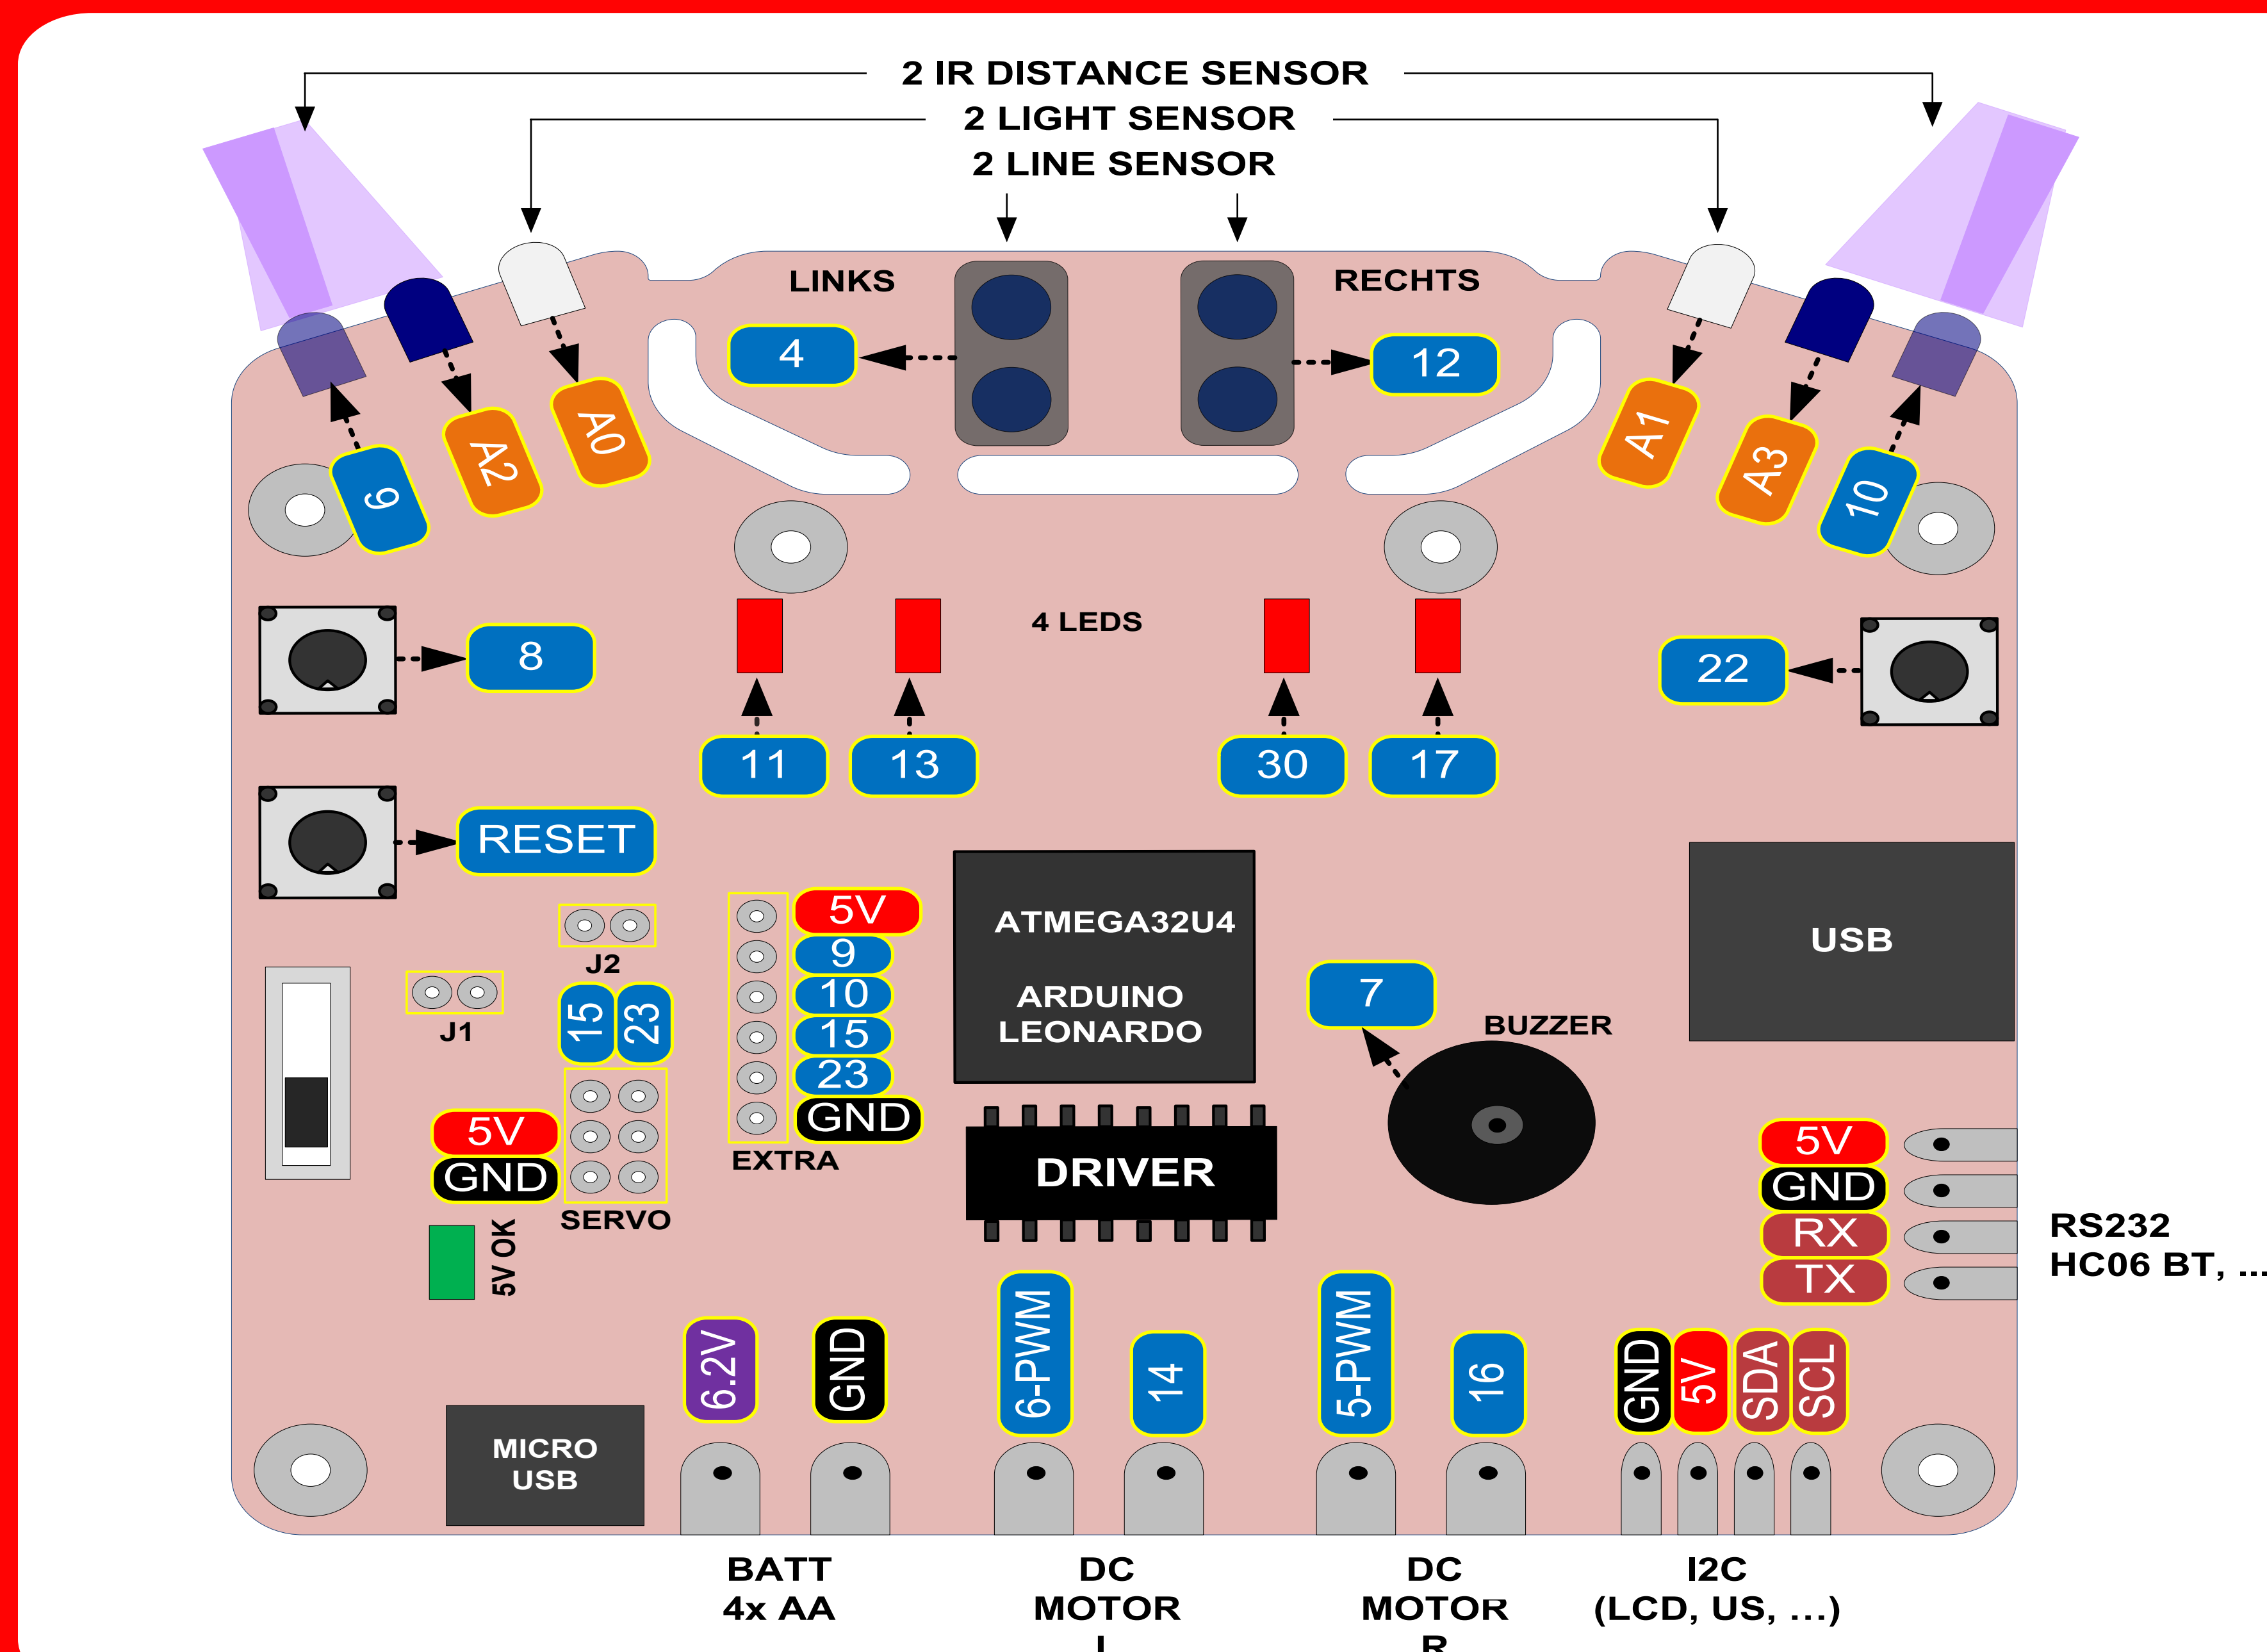 2 IR DISTANCE SENSOR
2 LIGHT SENSOR
2 LINE SENSOR
LINKS
RECHTS
4
12
6
A2
A0
A1
A3
10
4 LEDS
8
22
11
13
30
17
RESET
5V
9
10
15
23
GND
EXTRA
J2
J1
15
23
5V
GND
SERVO
5V OK
ATMEGA32U4
ARDUINO
LEONARDO
DRIVER
7
BUZZER
USB
5V
GND
RX
TX
RS232
HC06 BT, ...
6.2V
GND
6-PWM
14
5-PWM
16
GND
5V
SDA
SCL
MICRO
USB
BATT
4x AA
DC
MOTOR
DC
MOTOR
R
I2C
(LCD, US, ...)